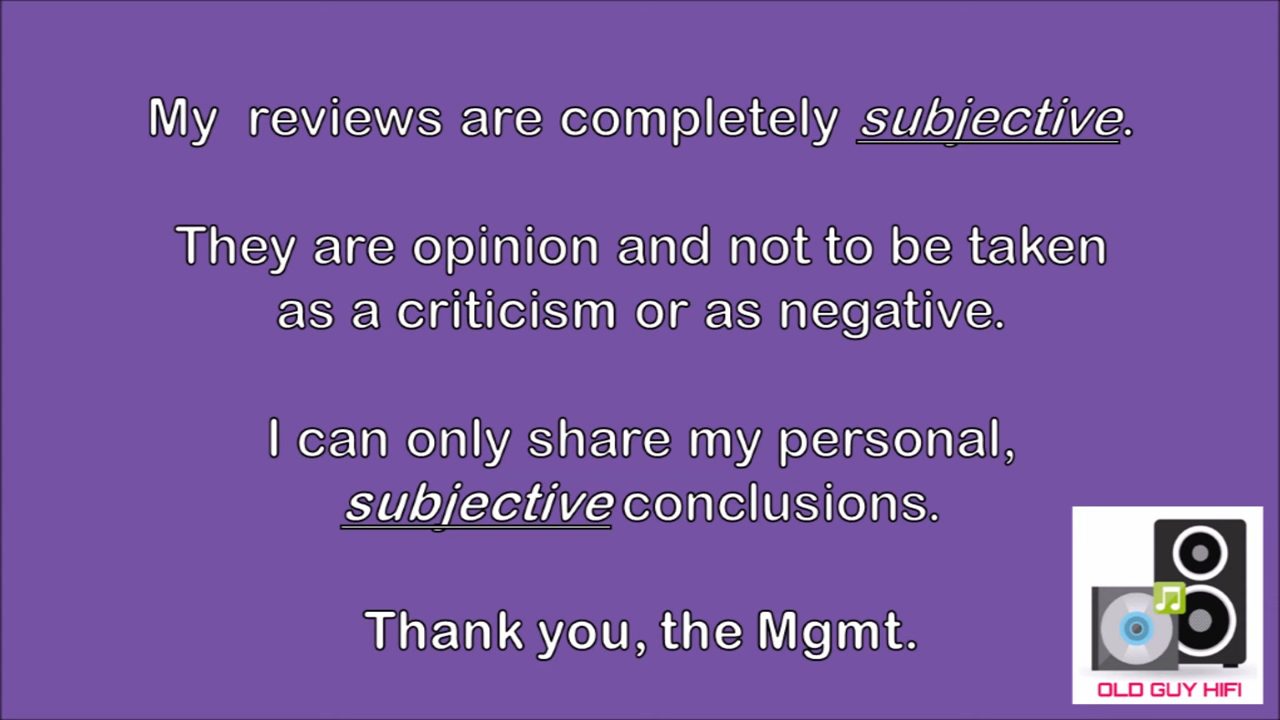 My  reviews are completely subjective.
They are opinion and not to be taken
as a criticism or as negative.
I can only share my personal,
subjective conclusions.
Thank you, the Mgmt.
OLD GUY HIFI